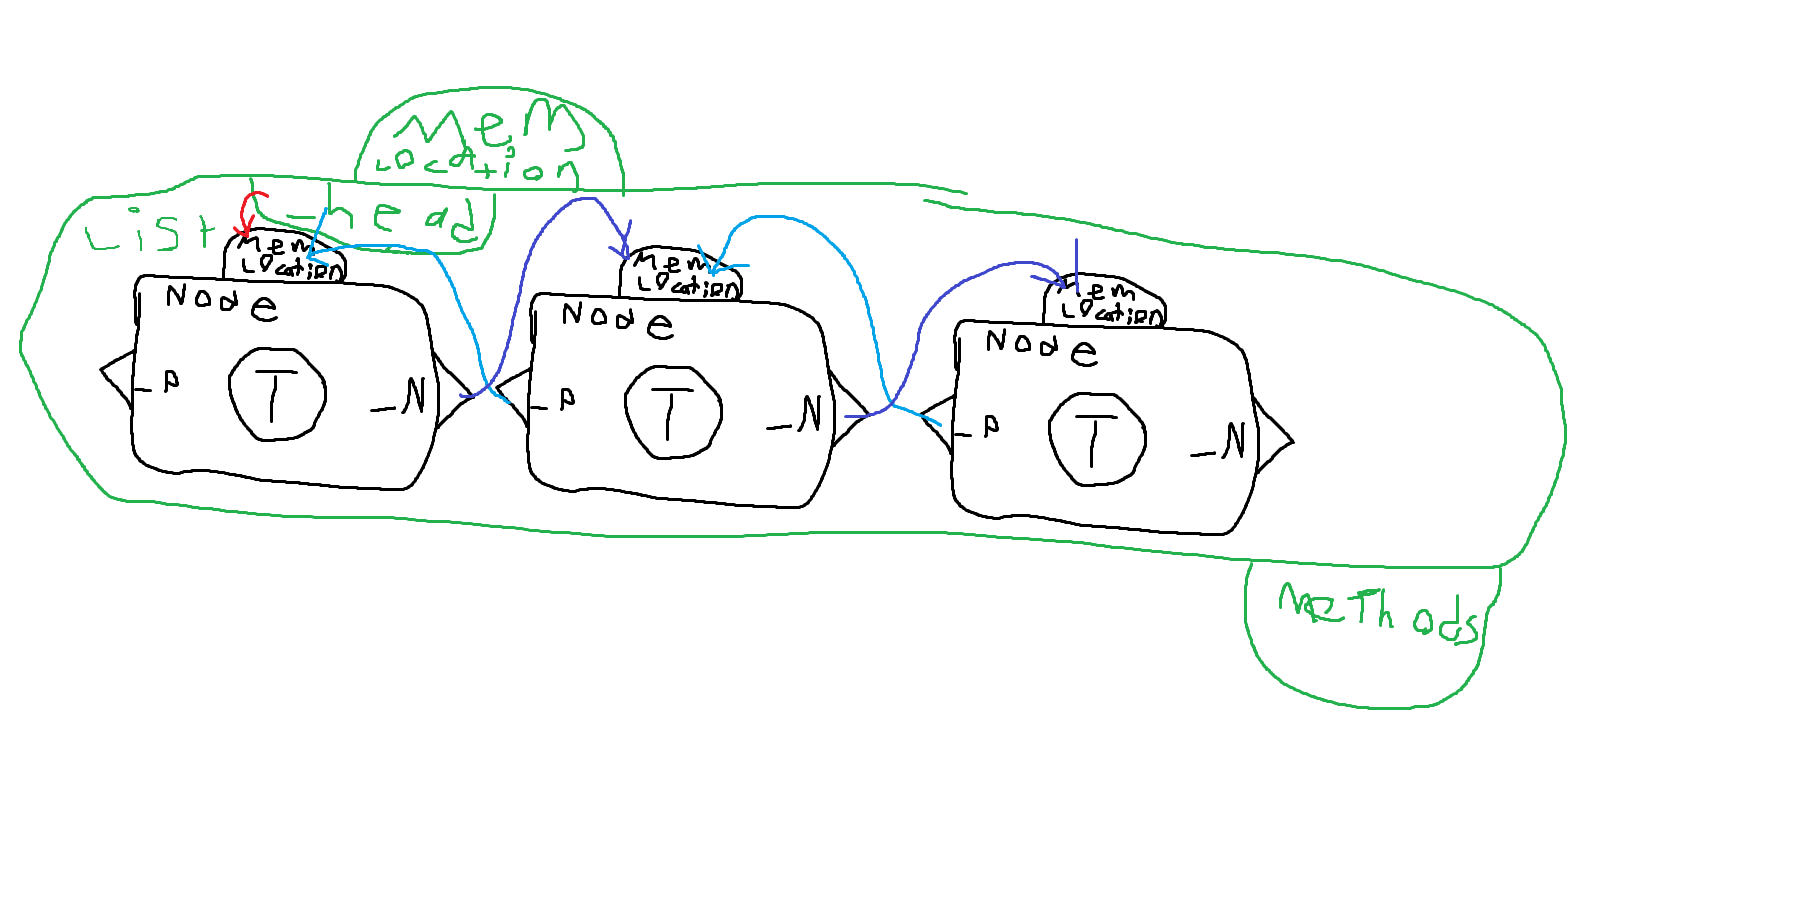 Mem
Location
List
_head
Mem
Location
Node
_P
T
_N
Mem
Location
Node
_P
T
_N
Mem
Location
Node
_P
T
_N
MeThods